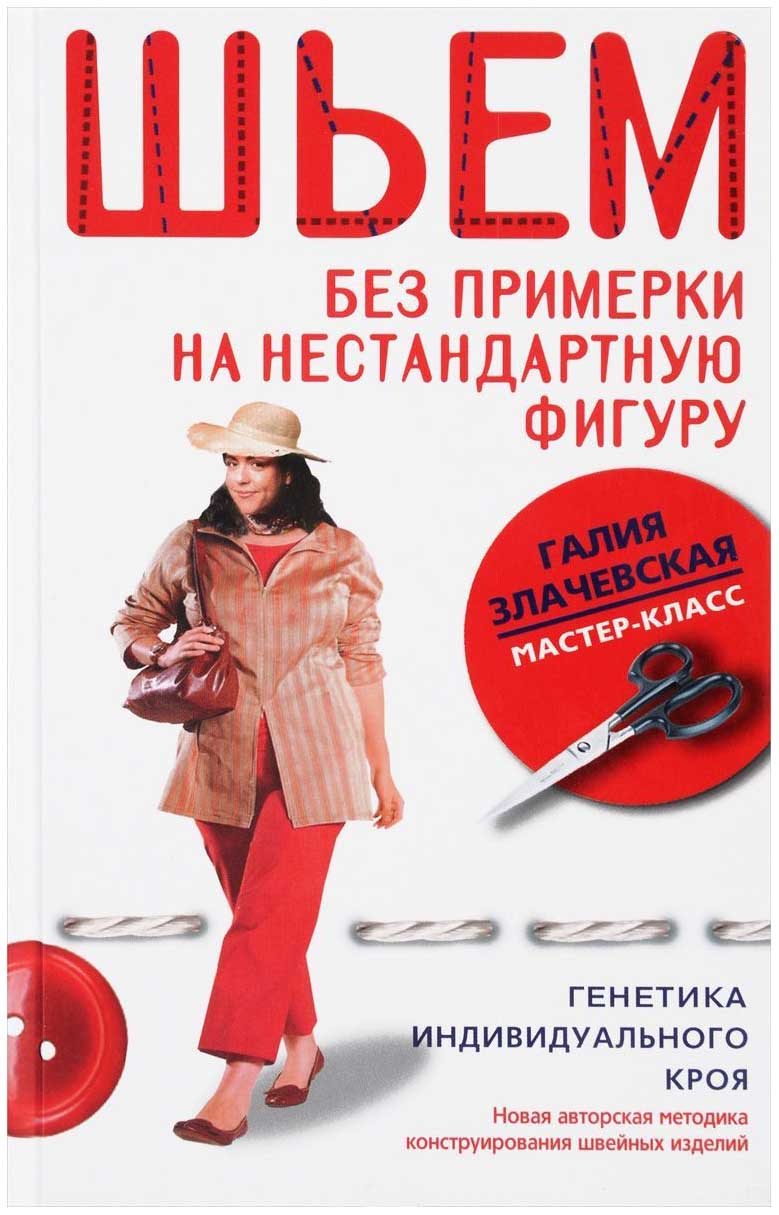 ШЬЕМ
БЕЗ ПРИМЕРКИ
НА НЕСТАНДАРТНУЮ
ФИГУРУ
ГАЛИЯ
ЗЛАЧЕВСКАЯ
МАСТЕР-КЛАСС
ГЕНЕТИКА
ИНДИВИДУАЛЬНОГО
КРОЯ
Новая авторская методика
конструирования швейных изделий